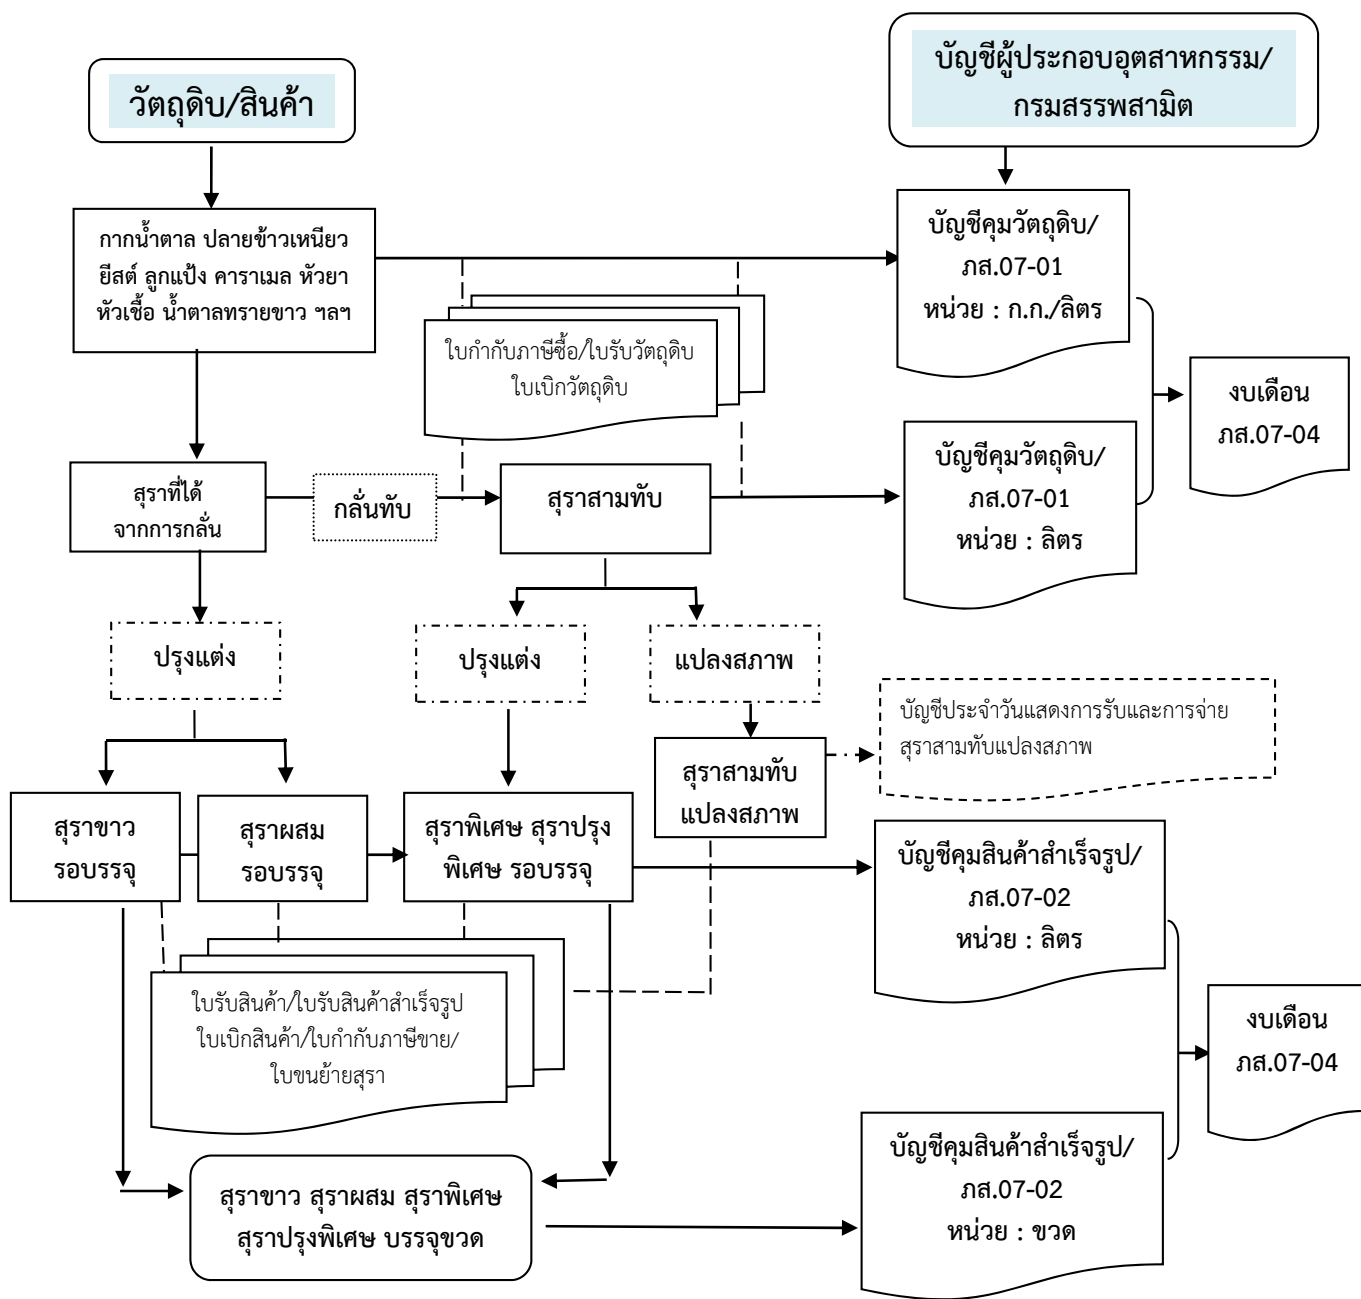 วัตถุดิบ/สินค้า
บัญชีผู้ประกอบอุตสาหกรรม/
กรมสรรพสามิต
กากน้ำตาล ปลายข้าวเหนียว
ยีสต์ ลูกแป้ง คาราเมล หัวยา
หัวเชื้อ น้ำตาลทรายขาว ฯลฯ
บัญชีคุมวัตถุดิบ/
ภส.07-01
หน่วย : ก.ก./ลิตร
ใบกำกับภาษีซื้อ/ใบรับวัตถุดิบ
ใบเบิกวัตถุดิบ
งบเดือน
ภส.07-04
สุราที่ได้
จากการกลั่น
กลั่นทับ
สุราสามทับ
บัญชีคุมวัตถุดิบ/
ภส.07-01
หน่วย : ลิตร
ปรุงแต่ง
ปรุงแต่ง
แปลงสภาพ
บัญชีประจำวันแสดงการรับและการจ่าย
สุราสามทับแปลงสภาพ
สุราสามทับ
แปลงสภาพ
สุราขาว
รอบรรจุ
สุราผสม
รอบรรจุ
สุราพิเศษ สุราปรุง
พิเศษ รอบรรจุ
บัญชีคุมสินค้าสำเร็จรูป/
ภส.07-02
หน่วย : ลิตร
ใบรับสินค้า/ใบรับสินค้าสำเร็จรูป
ใบเบิกสินค้า/ใบกำกับภาษีขาย/
ใบขนย้ายสุรา
งบเดือน
ภส.07-04
สุราขาว สุราผสม สุราพิเศษ
สุราปรุงพิเศษ บรรจุขวด
บัญชีคุมสินค้าสำเร็จรูป/
ภส.07-02
หน่วย : ขวด